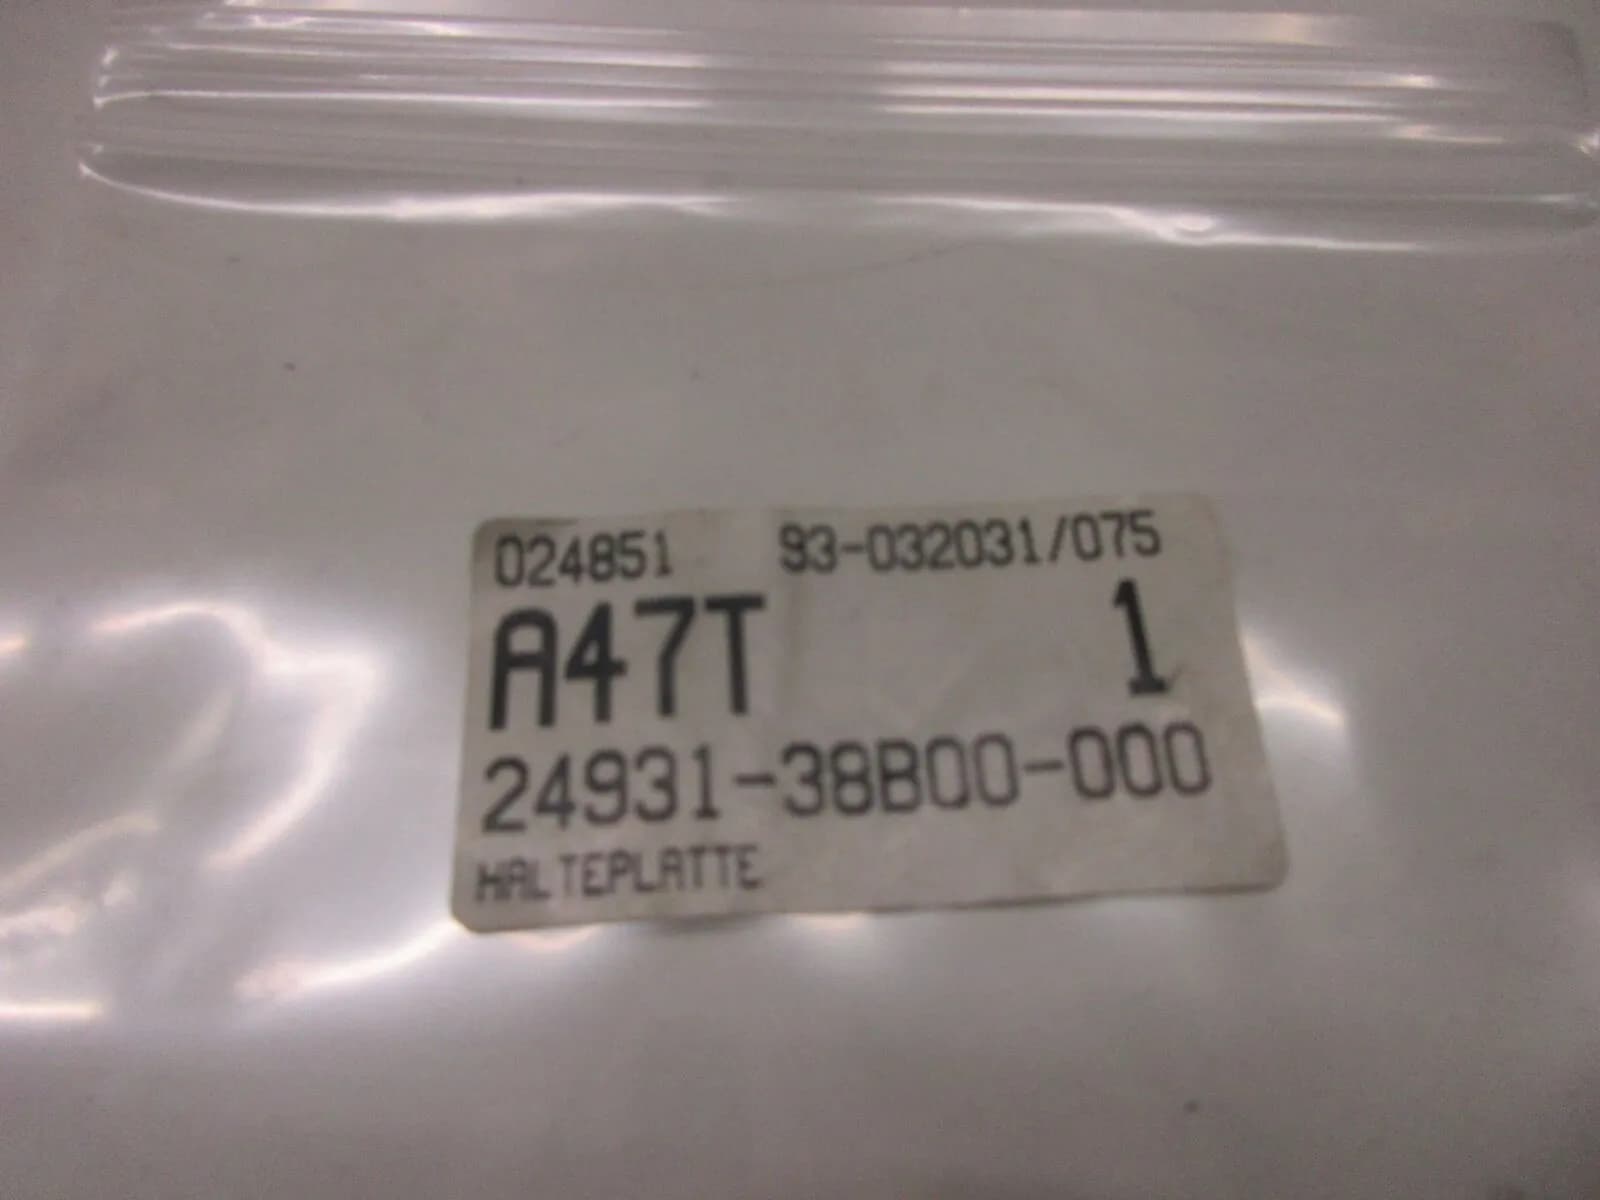 024851 93-032031/075
A47T 1
24931-38B00-000
HALTEPLATTE